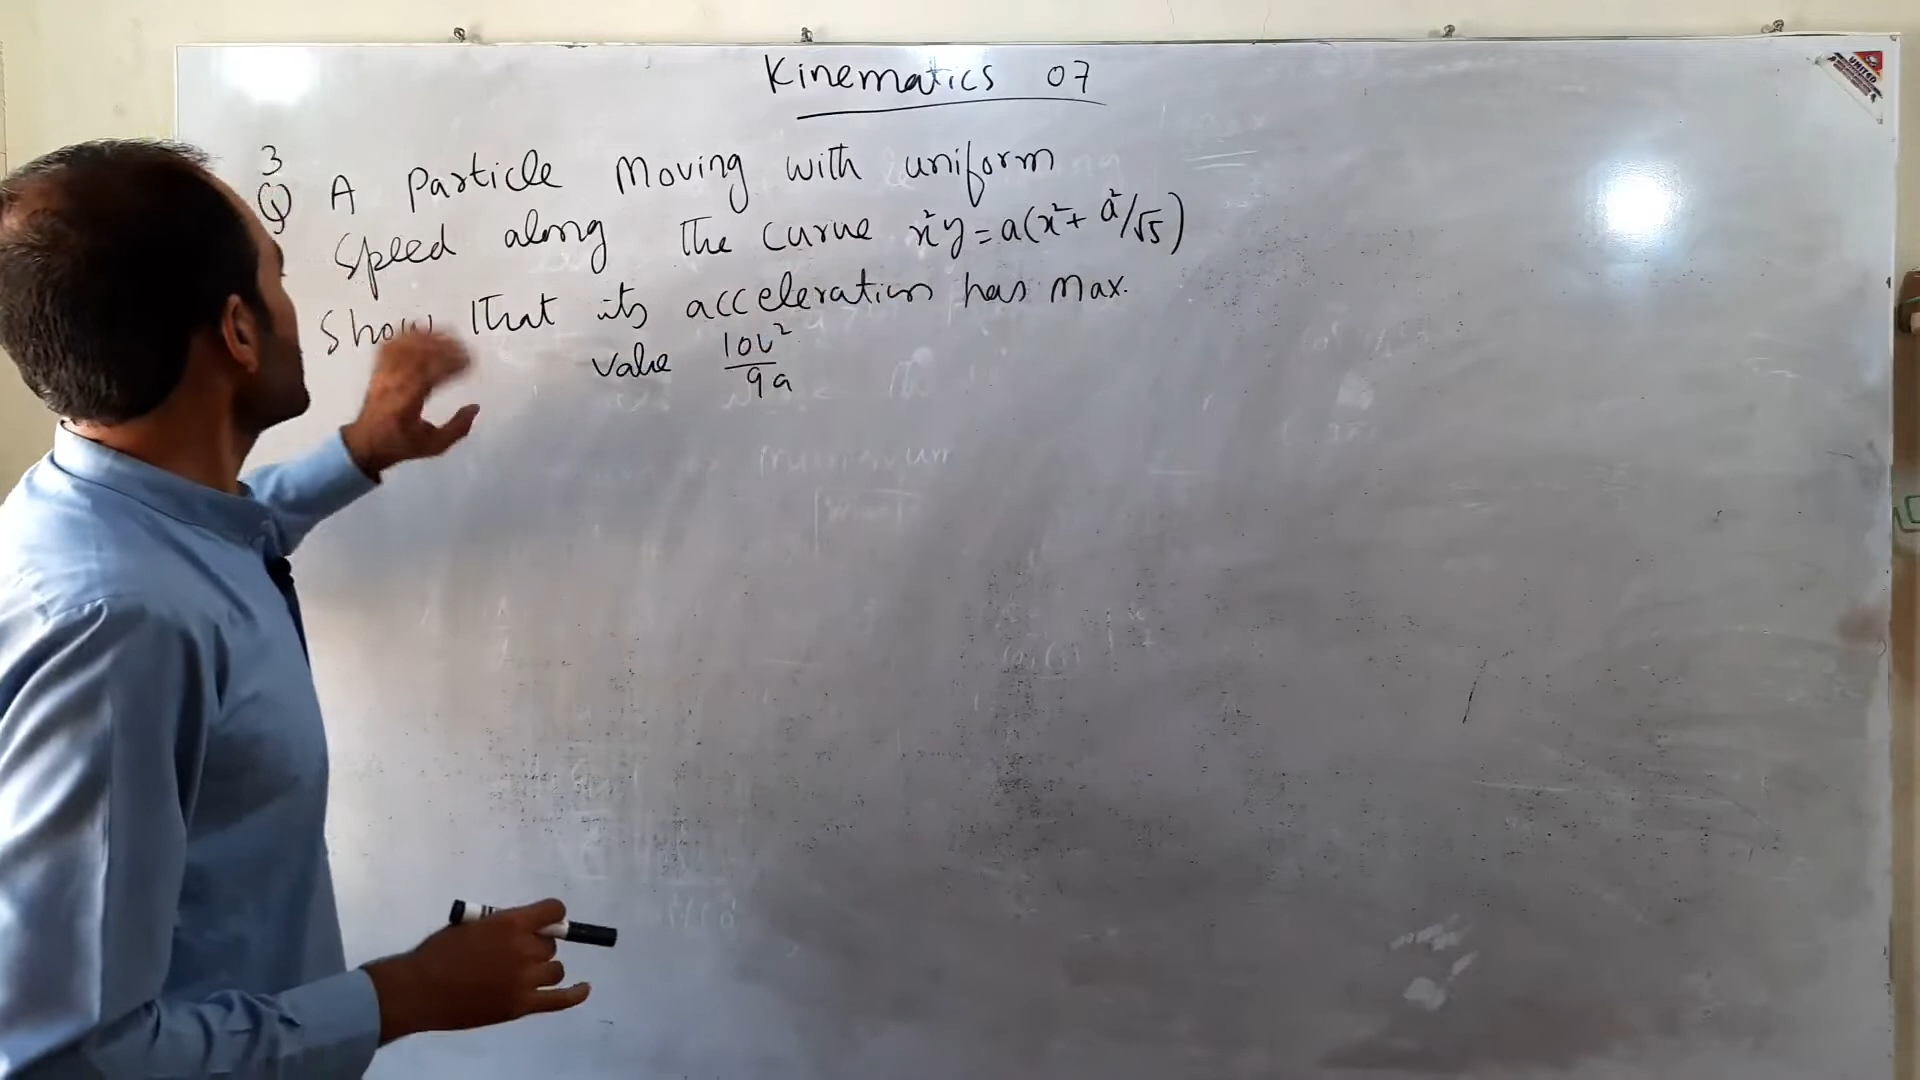 Kinematics 07
3
Q A Particle Moving with uniform
Speed along the curve x²y = a(x² + a²/√5)
Show that its acceleration has Max.
Value 10v²/9a
UNITED